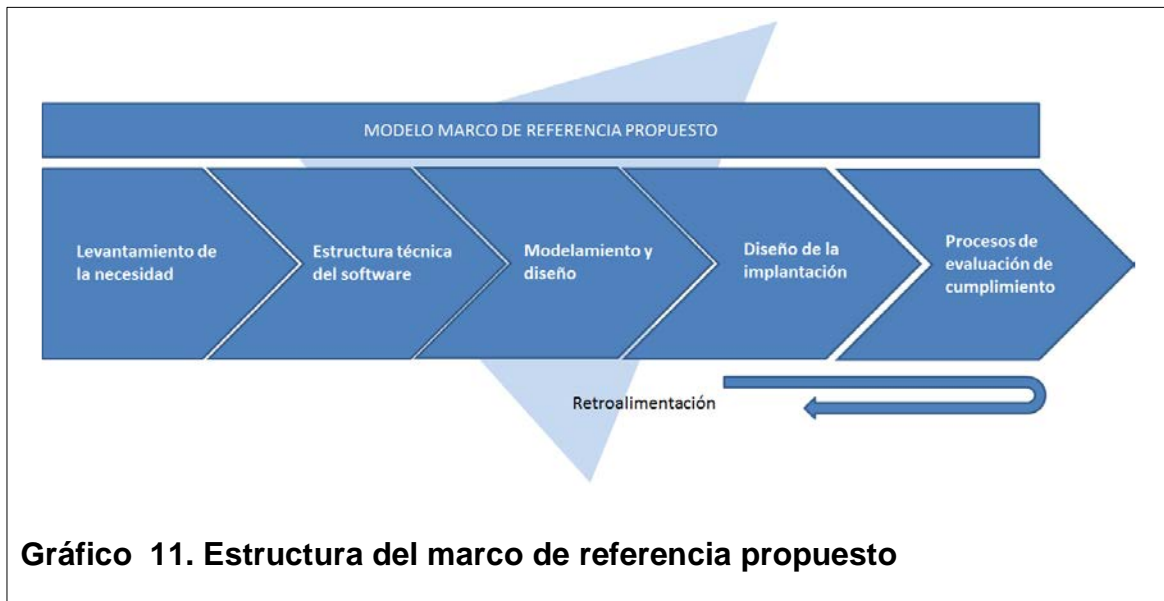 MODELO MARCO DE REFERENCIA PROPUESTO
Levantamiento de
la necesidad
Estructura técnica
del software
Modelamiento y
diseño
Diseño de la
implantación
Procesos de
evaluación de
cumplimiento
Retroalimentación
Gráfico 11. Estructura del marco de referencia propuesto